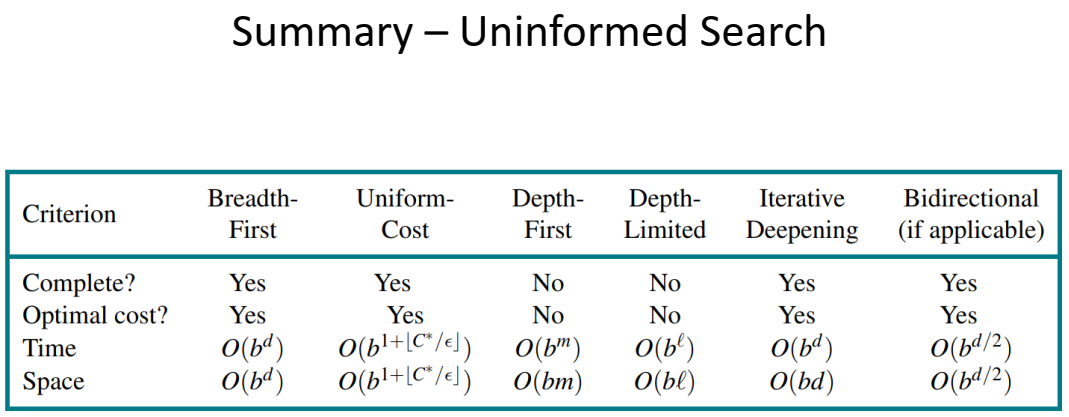 Summary – Uninformed Search
Criterion Breadth-First Uniform-Cost Depth-First Depth-Limited Iterative Deepening Bidirectional (if applicable)
Complete? Yes Yes No No Yes Yes
Optimal cost? Yes Yes No No Yes Yes
Time O(b^d) O(b^{1+⌊C*/ϵ⌋}) O(b^m) O(b^ℓ) O(b^d) O(b^{d/2})
Space O(b^d) O(b^{1+⌊C*/ϵ⌋}) O(bm) O(bℓ) O(bd) O(b^{d/2})